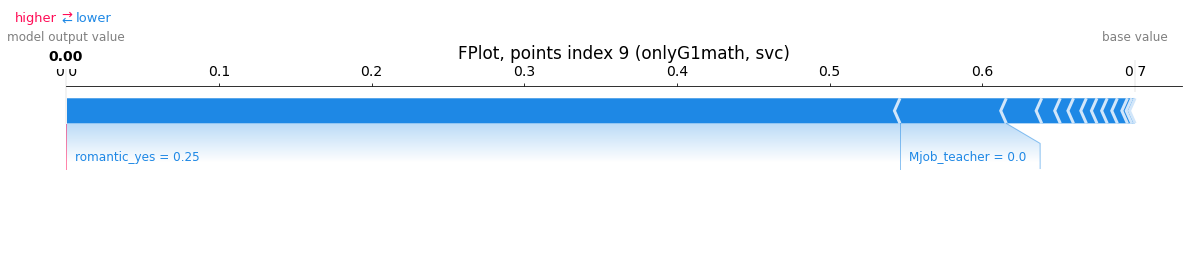 higher ⇄ lower
model output value
base value
FPlot, points index 9 (onlyG1math, svc)
0.00
0.0 0.1 0.2 0.3 0.4 0.5 0.6 0.7
romantic_yes = 0.25
Mjob_teacher = 0.0